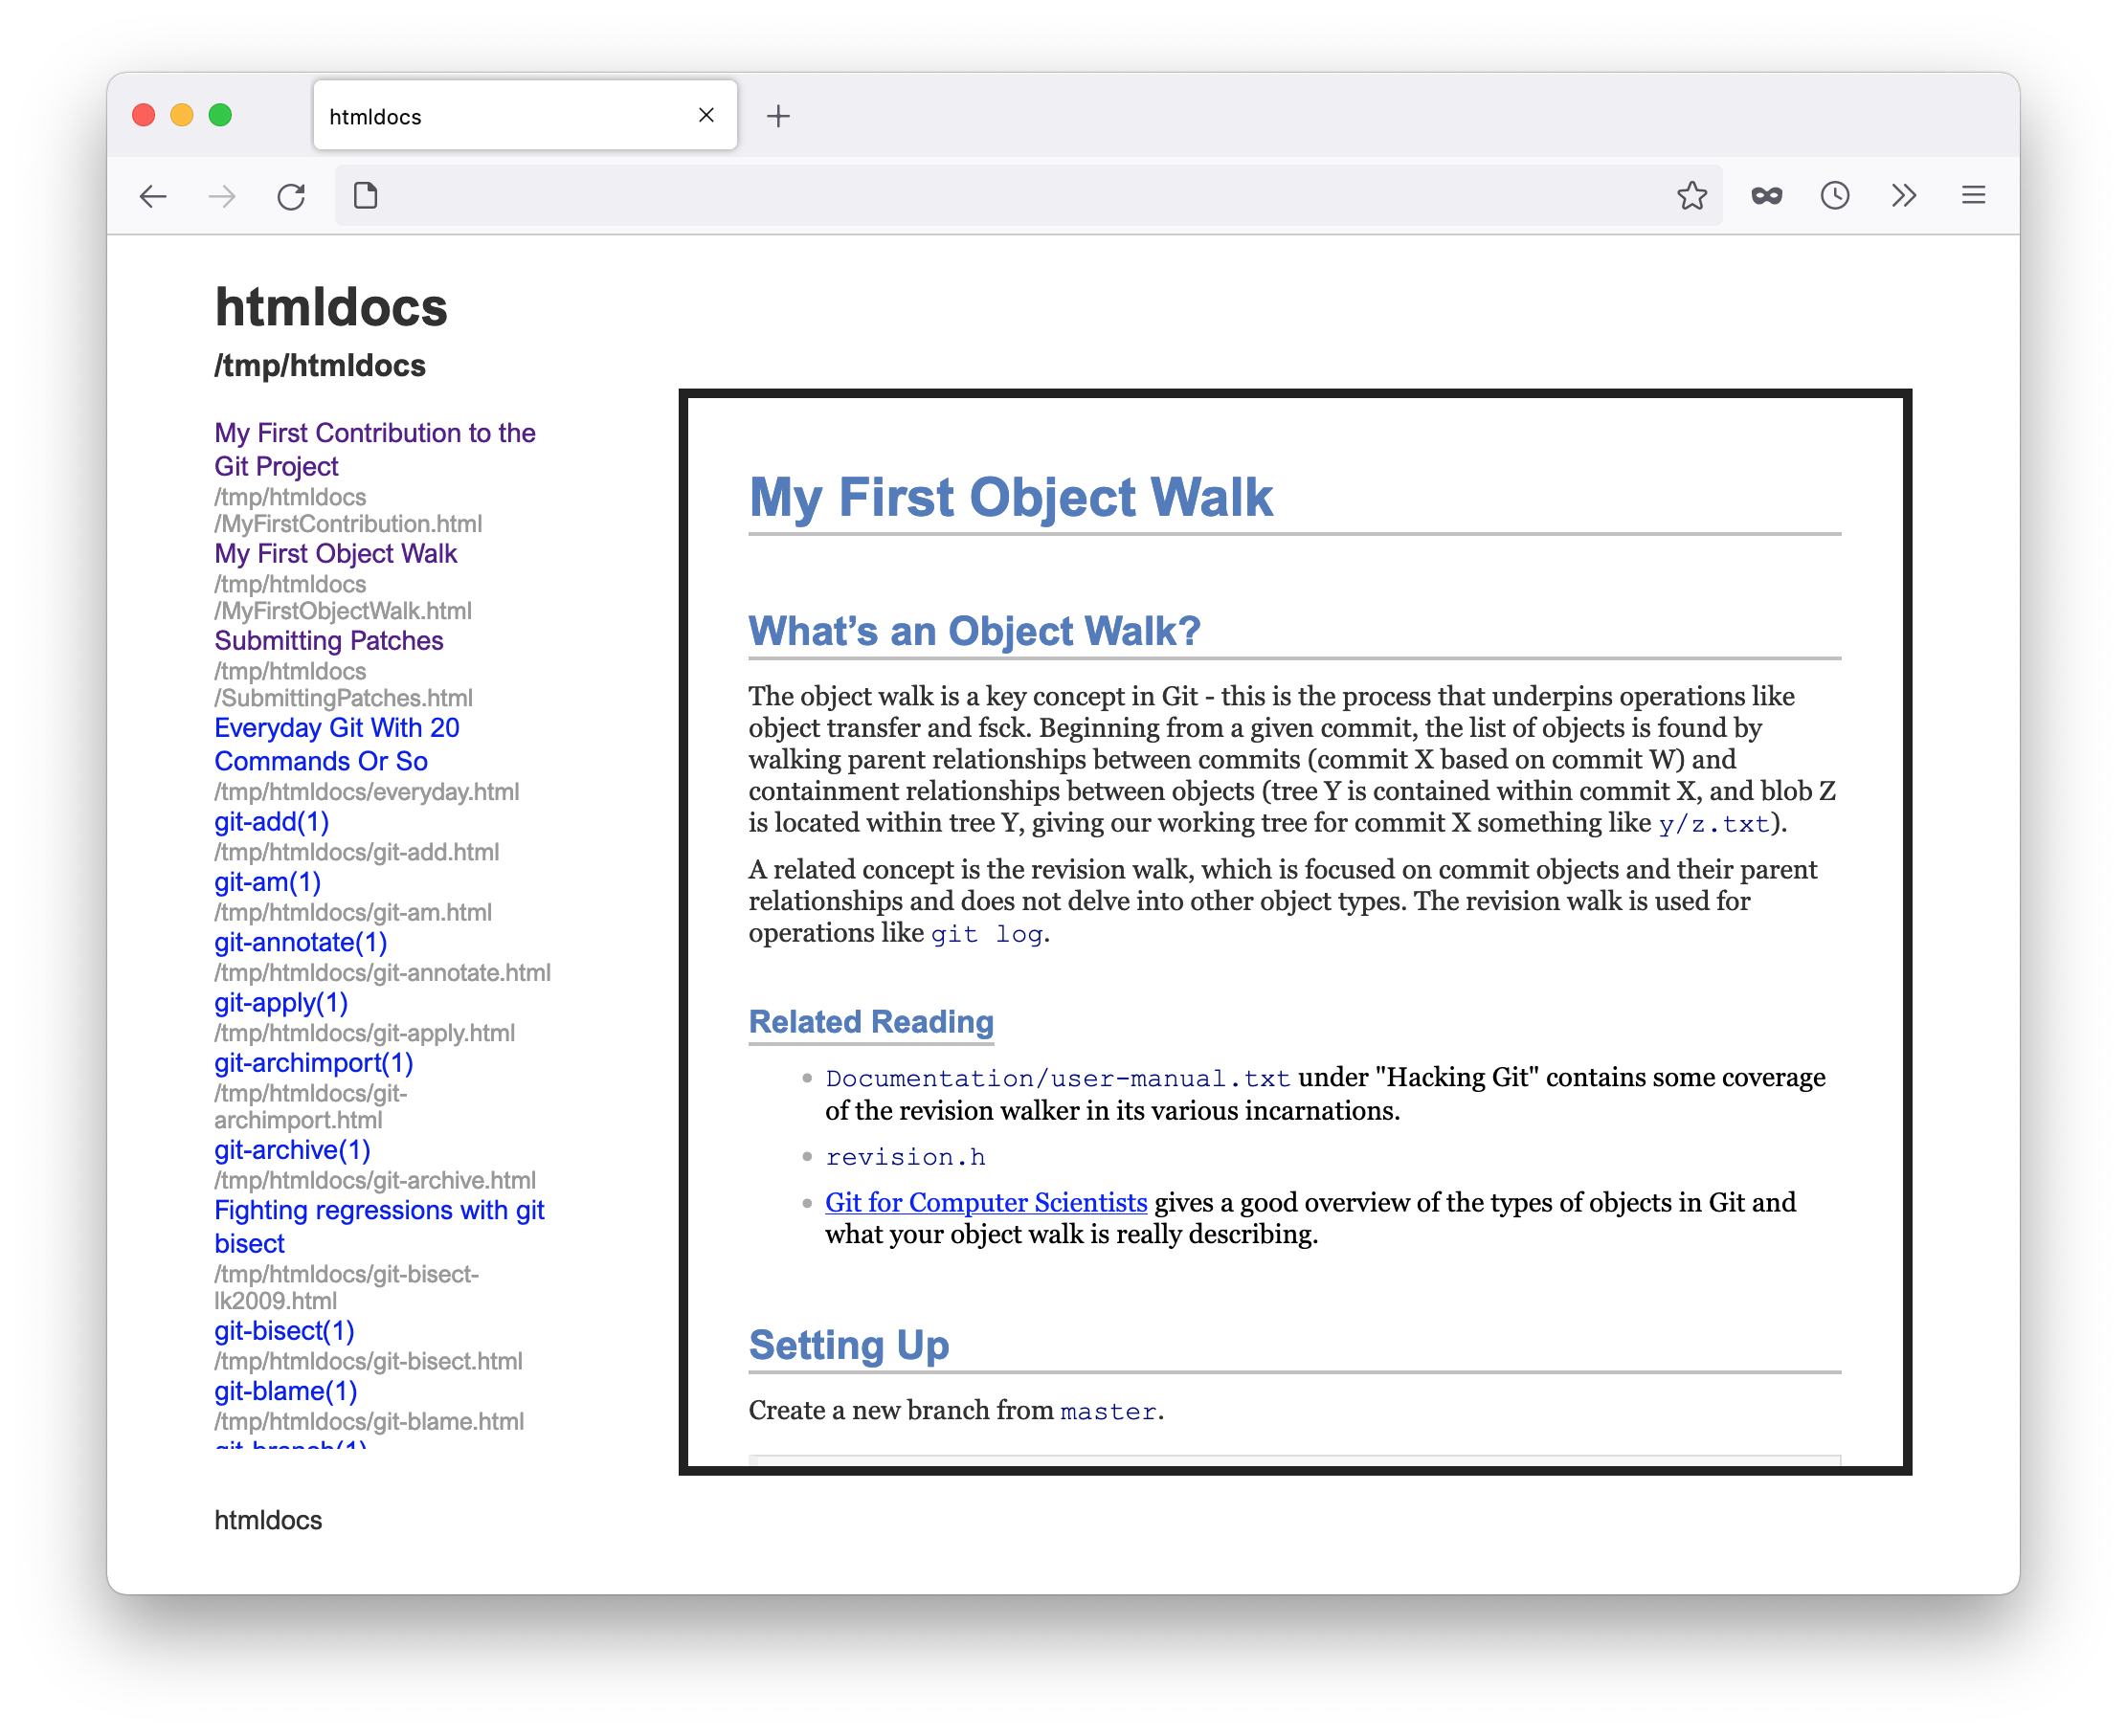 htmldocs
htmldocs
/tmp/htmldocs
My First Contribution to the
Git Project
/tmp/htmldocs
/MyFirstContribution.html
My First Object Walk
/tmp/htmldocs
/MyFirstObjectWalk.html
Submitting Patches
/tmp/htmldocs
/SubmittingPatches.html
Everyday Git With 20
Commands Or So
/tmp/htmldocs/everyday.html
git-add(1)
/tmp/htmldocs/git-add.html
git-am(1)
/tmp/htmldocs/git-am.html
git-annotate(1)
/tmp/htmldocs/git-annotate.html
git-apply(1)
/tmp/htmldocs/git-apply.html
git-archimport(1)
/tmp/htmldocs/git-
archimport.html
git-archive(1)
/tmp/htmldocs/git-archive.html
Fighting regressions with git
bisect
/tmp/htmldocs/git-bisect-
lk2009.html
git-bisect(1)
/tmp/htmldocs/git-bisect.html
git-blame(1)
/tmp/htmldocs/git-blame.html
git-branch(1)
My First Object Walk
What’s an Object Walk?
The object walk is a key concept in Git - this is the process that underpins operations like
object transfer and fsck. Beginning from a given commit, the list of objects is found by
walking parent relationships between commits (commit X based on commit W) and
containment relationships between objects (tree Y is contained within commit X, and blob Z
is located within tree Y, giving our working tree for commit X something like y/z.txt).
A related concept is the revision walk, which is focused on commit objects and their parent
relationships and does not delve into other object types. The revision walk is used for
operations like git log.
Related Reading
Documentation/user-manual.txt under "Hacking Git" contains some coverage
of the revision walker in its various incarnations.
revision.h
Git for Computer Scientists gives a good overview of the types of objects in Git and
what your object walk is really describing.
Setting Up
Create a new branch from master.
htmldocs